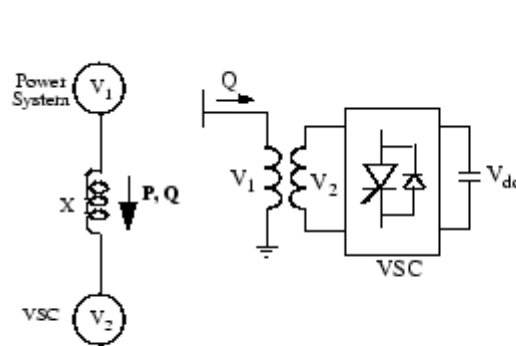 Power
System
V1
X
P, Q
VSC
V2
Q
V1
V2
VSC
Vdc